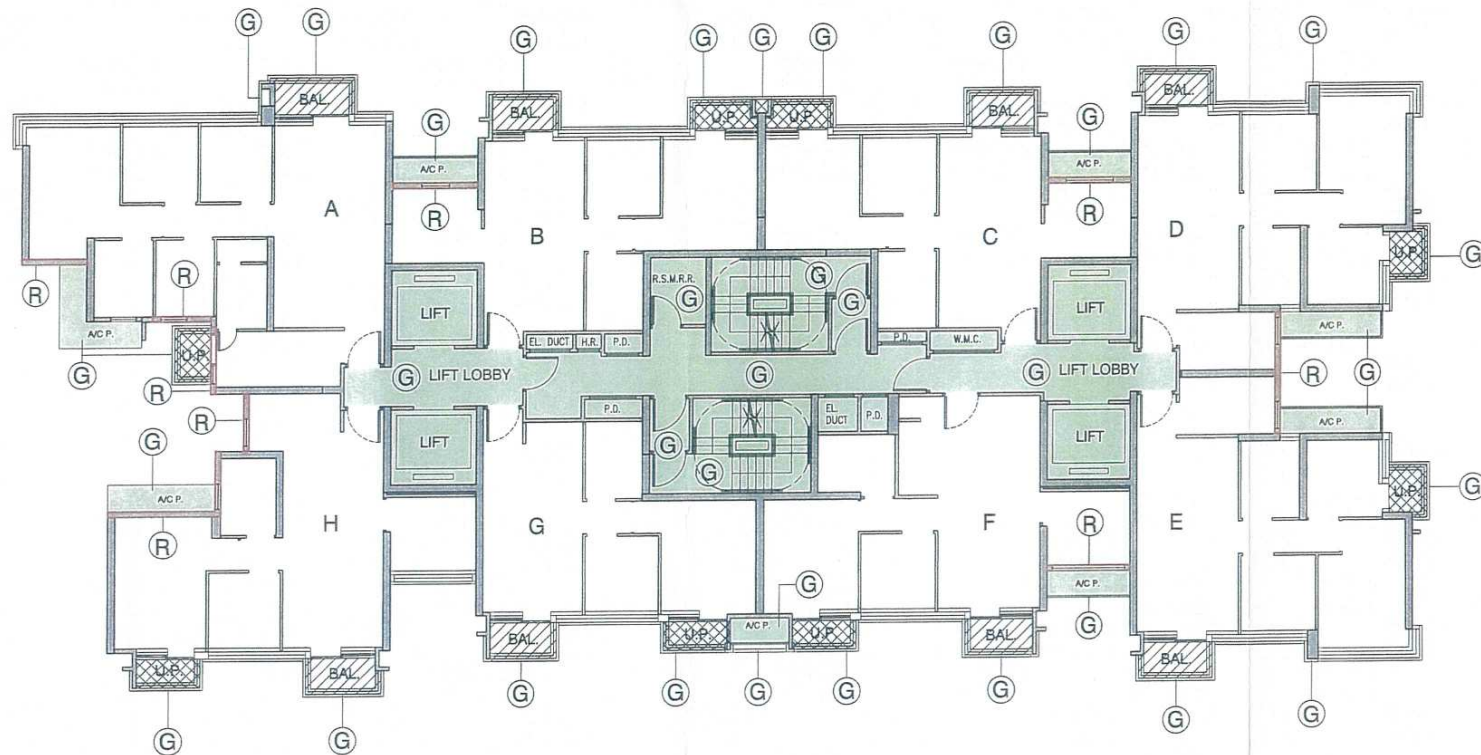 G G G G G G G G G
G
BAL. BAL. U.P. U.P. BAL. BAL.
G G
A/C P. A/C P.
R R
A B C D
U.P. G
R.S.M.R.R. G G G
R R
LIFT LIFT
A/C P. A/C P.
EL. DUCT H.R. P.D. P.D. W.M.C.
G U.P. G LIFT LOBBY G G LIFT LOBBY R G
R
R P.D. EL. DUCT P.D. A/C P.
G LIFT G G G LIFT
A/C P. U.P. G
R H G F E
R
G A/C P.
G
BAL. U.P. A/C P. U.P. BAL. BAL.
U.P. BAL.
G G G G G G G
G G